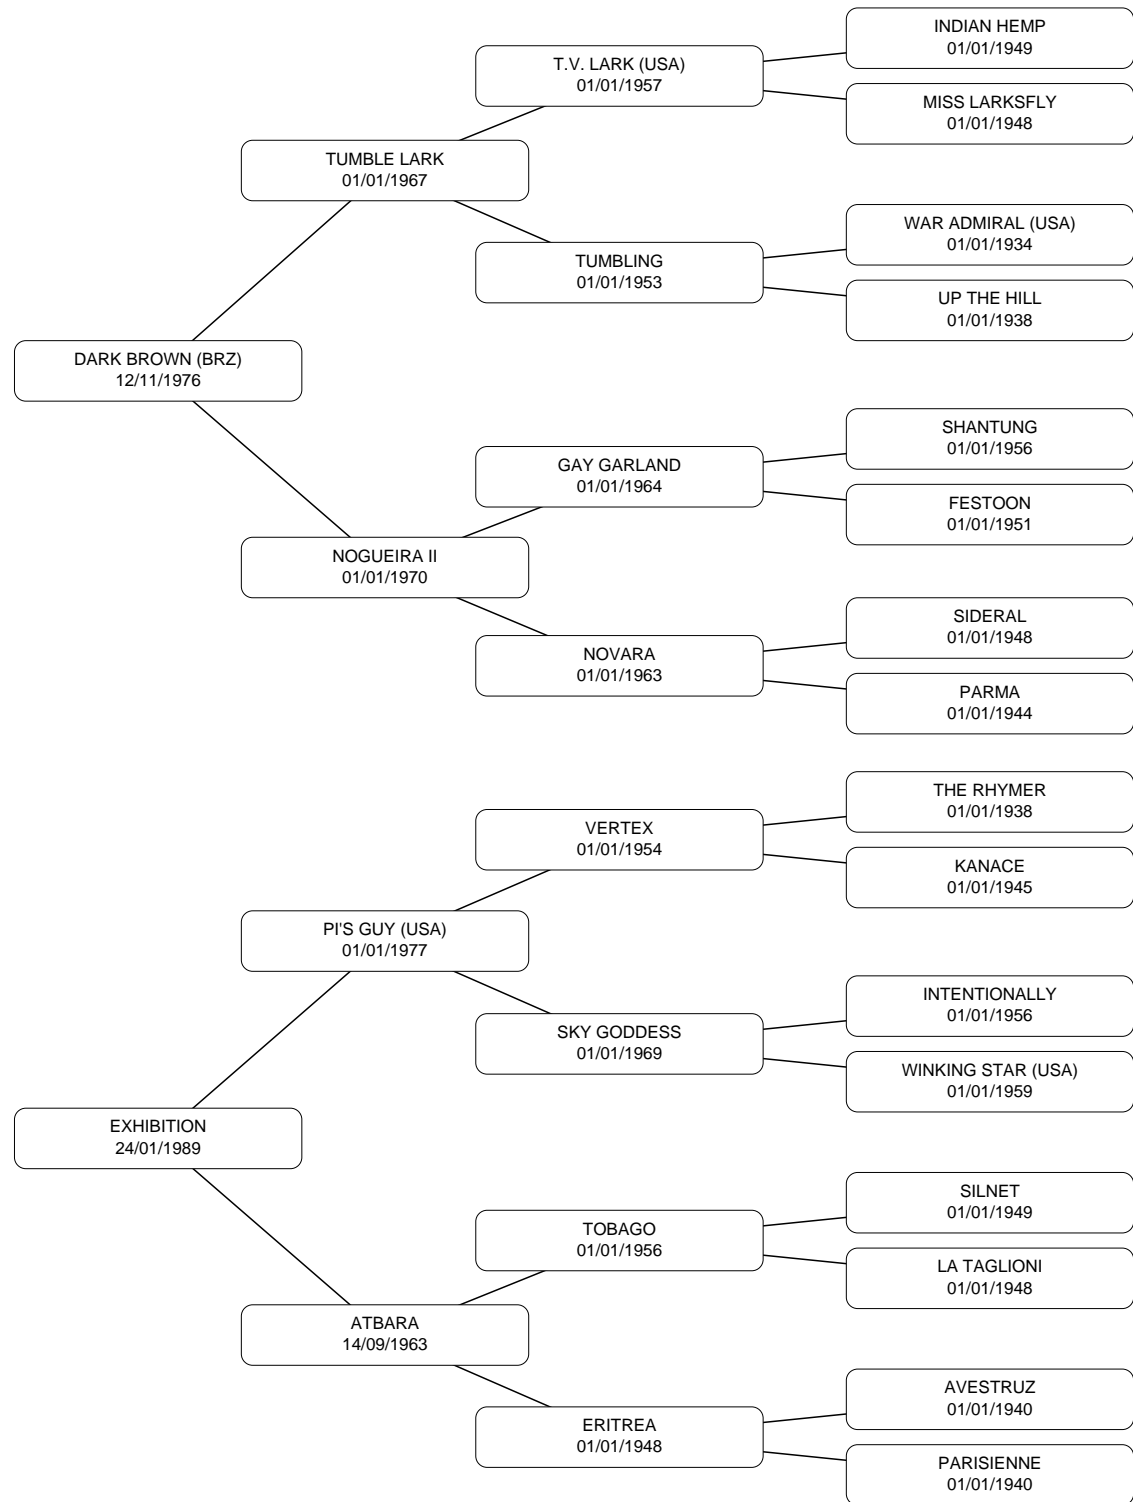 INDIAN HEMP
01/01/1949
T.V. LARK (USA)
01/01/1957
MISS LARKSFLY
01/01/1948
TUMBLE LARK
01/01/1967
WAR ADMIRAL (USA)
01/01/1934
TUMBLING
01/01/1953
UP THE HILL
01/01/1938
DARK BROWN (BRZ)
12/11/1976
SHANTUNG
01/01/1956
GAY GARLAND
01/01/1964
FESTOON
01/01/1951
NOGUEIRA II
01/01/1970
SIDERAL
01/01/1948
NOVARA
01/01/1963
PARMA
01/01/1944
THE RHYMER
01/01/1938
VERTEX
01/01/1954
KANACE
01/01/1945
PI'S GUY (USA)
01/01/1977
INTENTIONALLY
01/01/1956
SKY GODDESS
01/01/1969
WINKING STAR (USA)
01/01/1959
EXHIBITION
24/01/1989
SILNET
01/01/1949
TOBAGO
01/01/1956
LA TAGLIONI
01/01/1948
ATBARA
14/09/1963
AVESTRUZ
01/01/1940
ERITREA
01/01/1948
PARISIENNE
01/01/1940